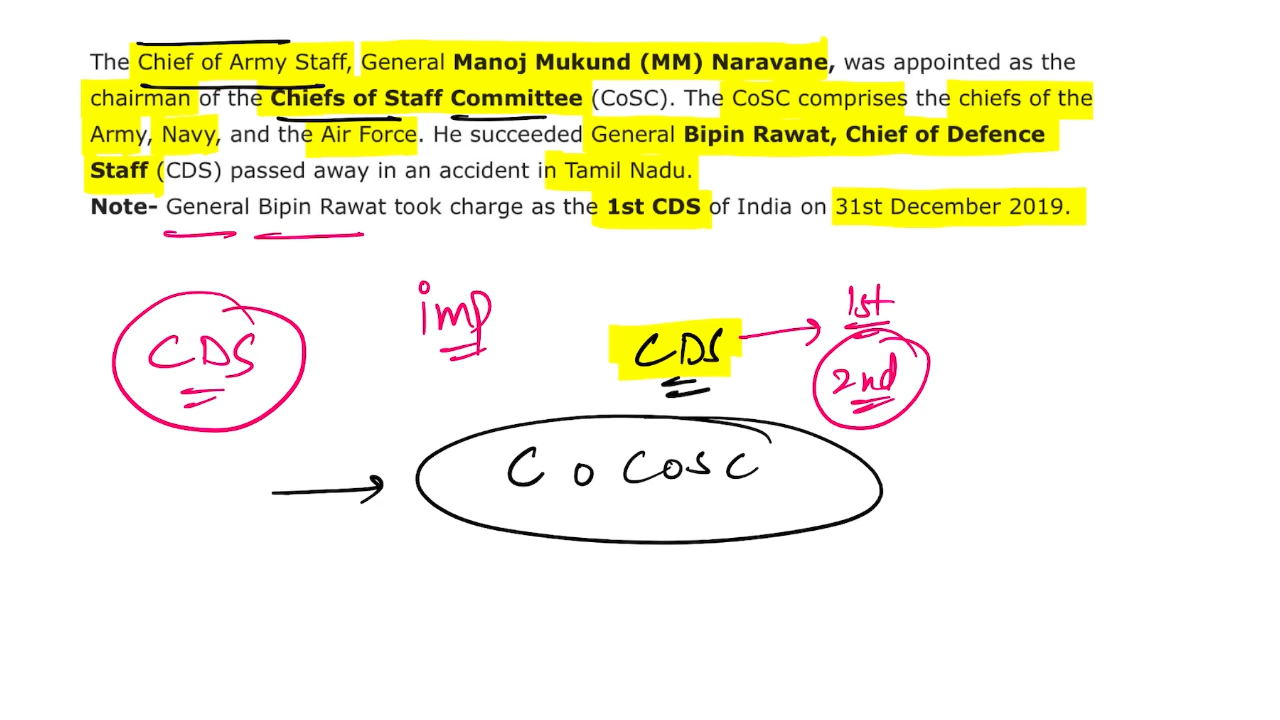 The Chief of Army Staff, General Manoj Mukund (MM) Naravane, was appointed as the
chairman of the Chiefs of Staff Committee (CoSC). The CoSC comprises the chiefs of the
Army, Navy, and the Air Force. He succeeded General Bipin Rawat, Chief of Defence
Staff (CDS) passed away in an accident in Tamil Nadu.
Note- General Bipin Rawat took charge as the 1st CDS of India on 31st December 2019.
imp
1st
CDS
CDS
2nd
C o CoSC